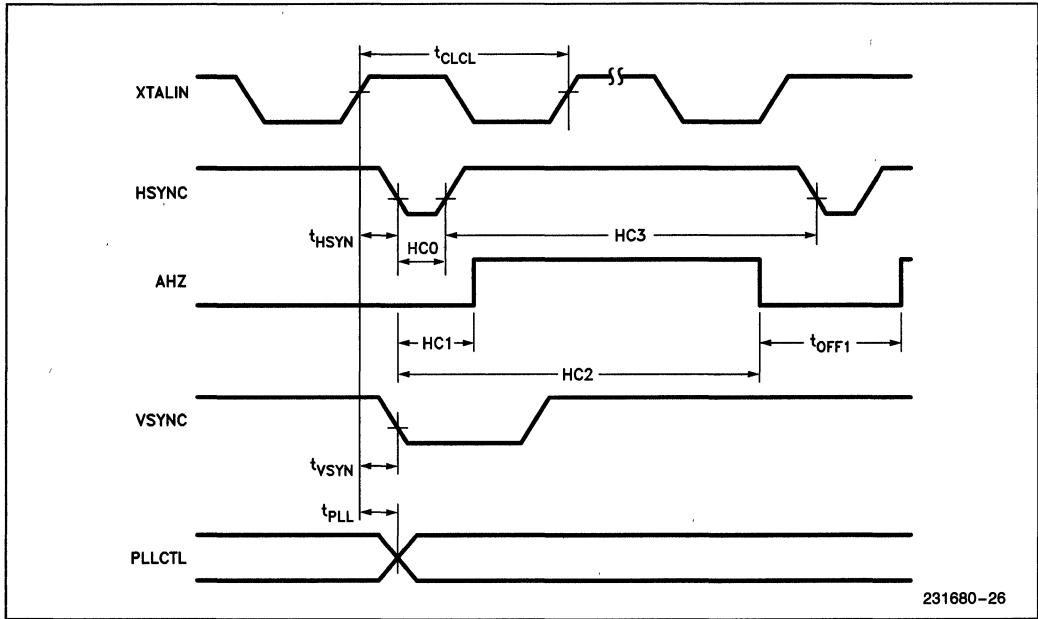 tCLCL
XTALIN
HSYNC
tHSYN
HC0
HC3
AHZ
HC1
tOFF1
HC2
VSYNC
tVSYN
tPLL
PLLCTL
231680-26